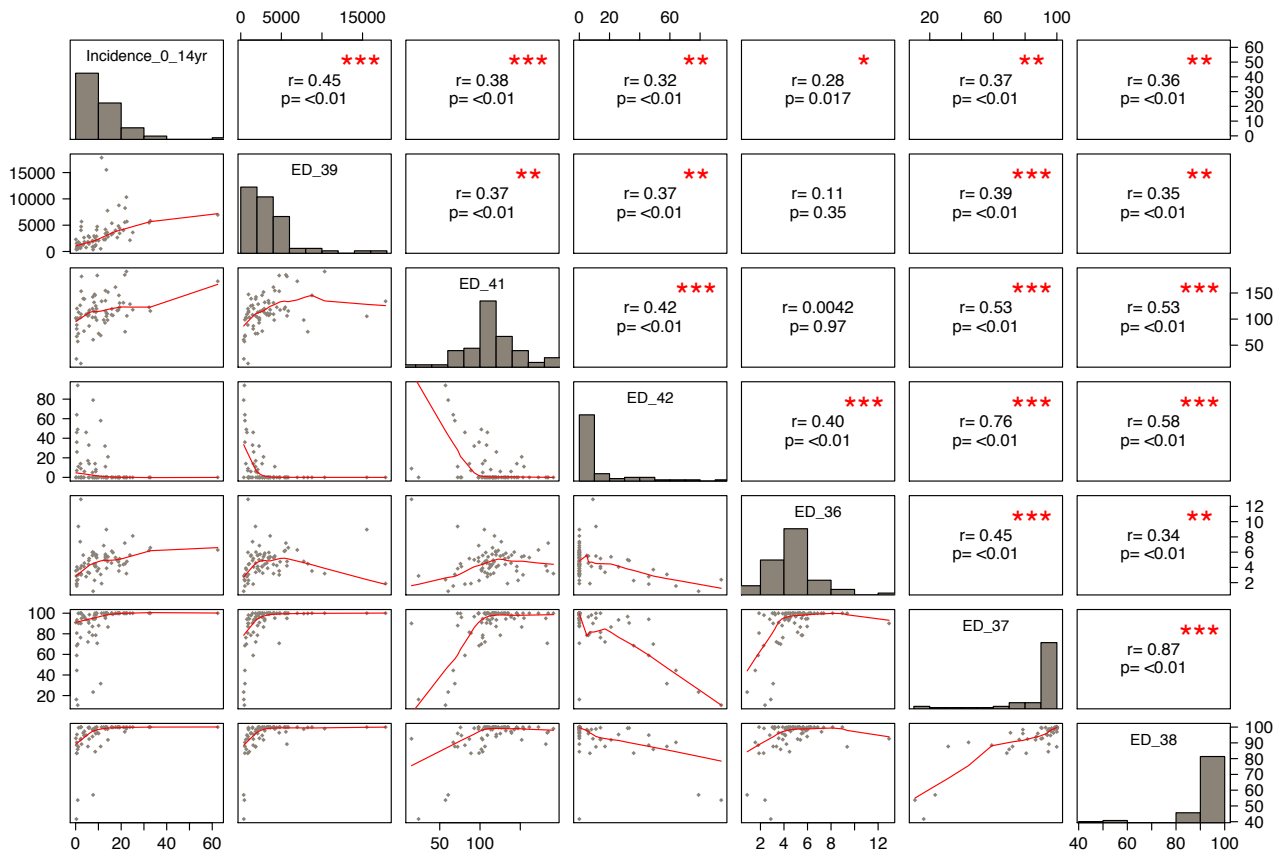 0 5000 15000 0 20 60 20 60 100
Incidence_0_14yr
***
r= 0.45
p= <0.01
***
r= 0.38
p= <0.01
**
r= 0.32
p= <0.01
*
r= 0.28
p= 0.017
**
r= 0.37
p= <0.01
**
r= 0.36
p= <0.01
60
50
40
30
20
10
0
15000
10000
5000
0
ED_39
**
r= 0.37
p= <0.01
**
r= 0.37
p= <0.01
r= 0.11
p= 0.35
***
r= 0.39
p= <0.01
**
r= 0.35
p= <0.01
ED_41
***
r= 0.42
p= <0.01
r= 0.0042
p= 0.97
***
r= 0.53
p= <0.01
***
r= 0.53
p= <0.01
150
100
50
80
60
40
20
0
ED_42
***
r= 0.40
p= <0.01
***
r= 0.76
p= <0.01
***
r= 0.58
p= <0.01
ED_36
***
r= 0.45
p= <0.01
**
r= 0.34
p= <0.01
12
10
8
6
4
2
100
80
60
40
20
ED_37
***
r= 0.87
p= <0.01
ED_38
100
90
80
70
60
50
40
0 20 40 60 50 100 2 4 6 8 12 40 60 80 100